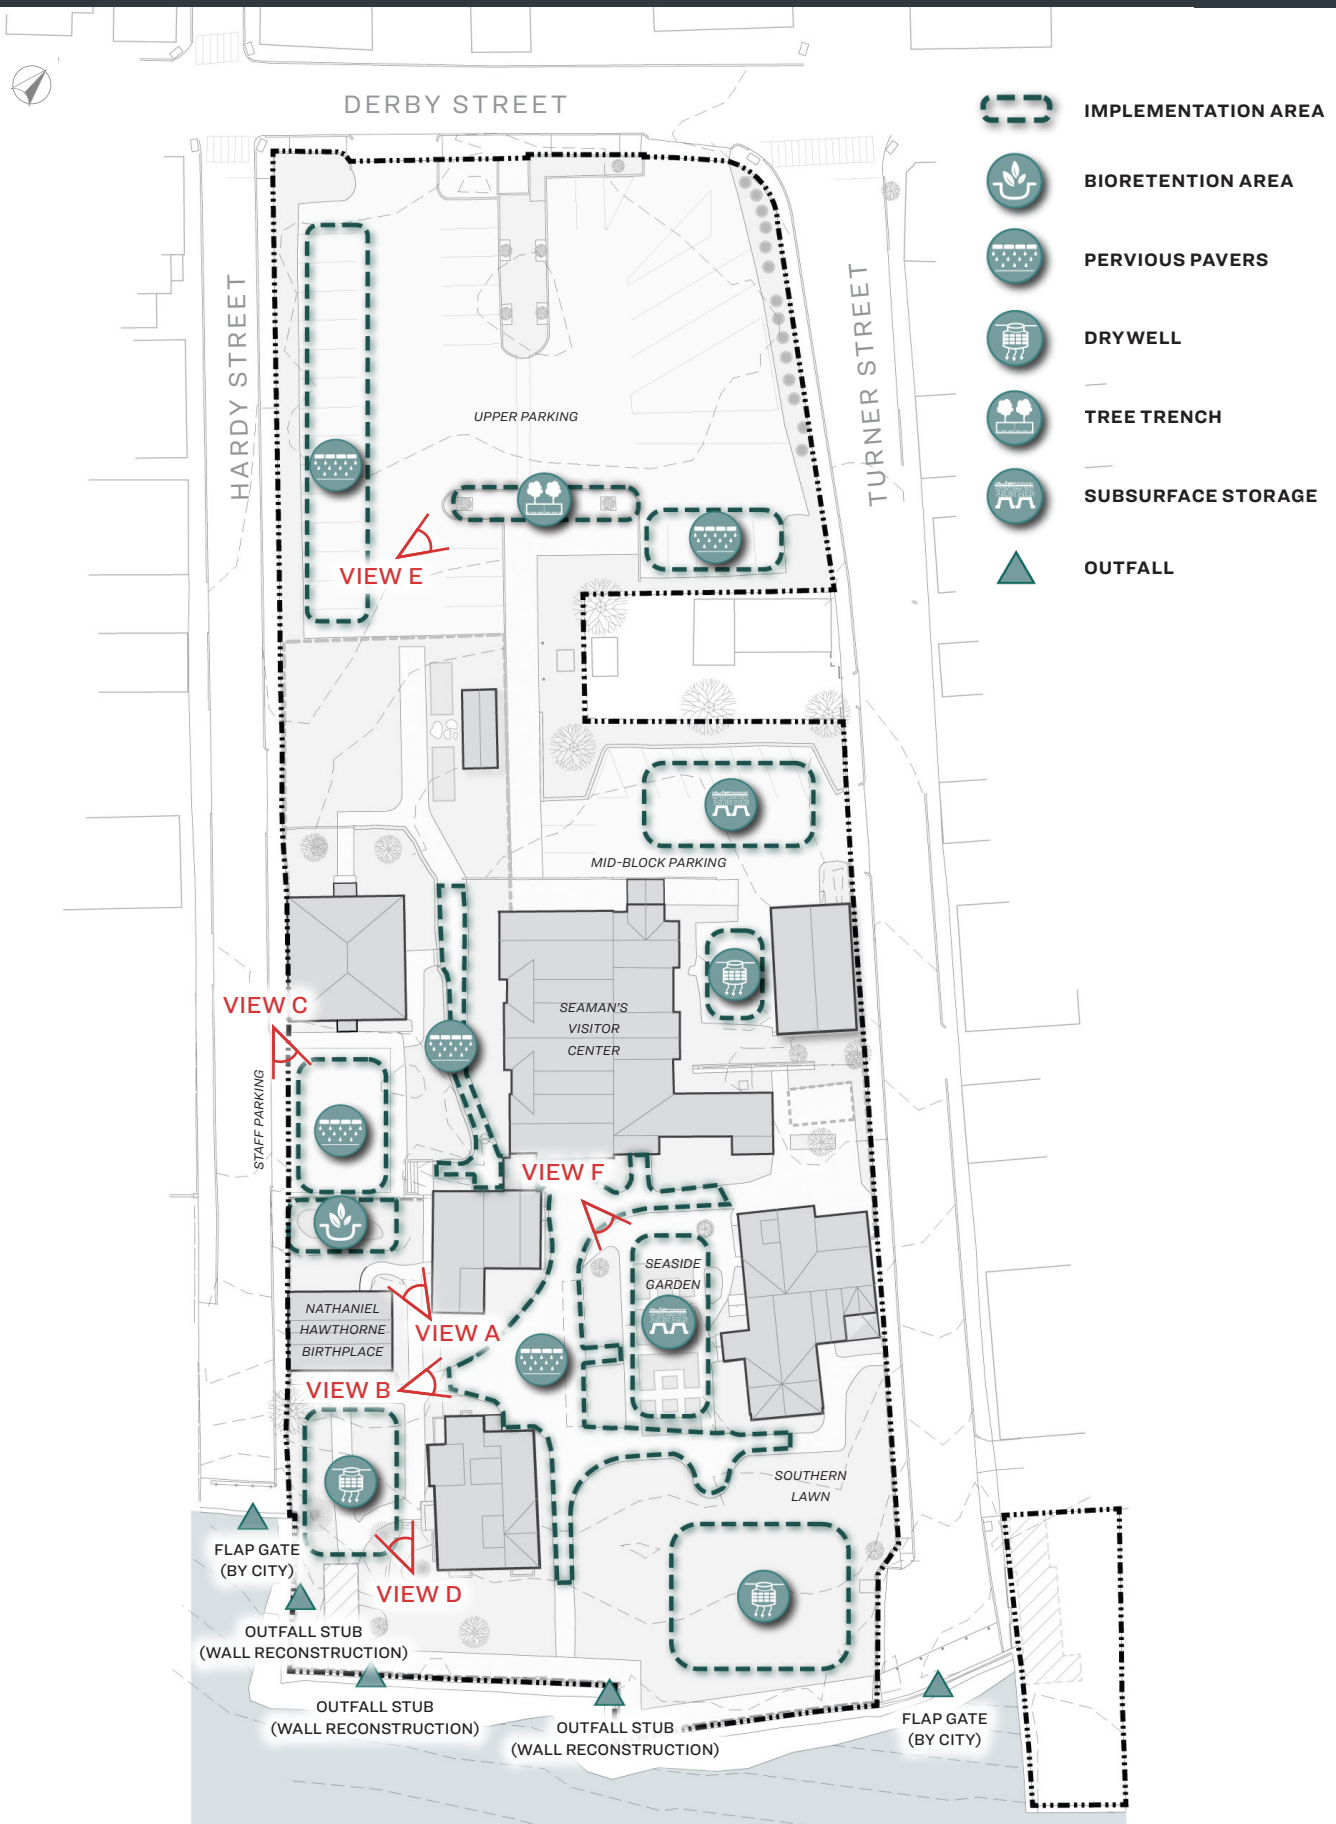 DERBY STREET
IMPLEMENTATION AREA
BIORETENTION AREA
PERVIOUS PAVERS
DRYWELL
TREE TRENCH
SUBSURFACE STORAGE
OUTFALL
HARDY STREET
TURNER STREET
UPPER PARKING
VIEW E
MID-BLOCK PARKING
VIEW C
SEAMAN'S
VISITOR
CENTER
STAFF PARKING
VIEW F
SEASIDE
GARDEN
NATHANIEL
HAWTHORNE
BIRTHPLACE
VIEW A
VIEW B
SOUTHERN
LAWN
FLAP GATE
(BY CITY)
VIEW D
OUTFALL STUB
(WALL RECONSTRUCTION)
OUTFALL STUB
(WALL RECONSTRUCTION)
OUTFALL STUB
(WALL RECONSTRUCTION)
FLAP GATE
(BY CITY)